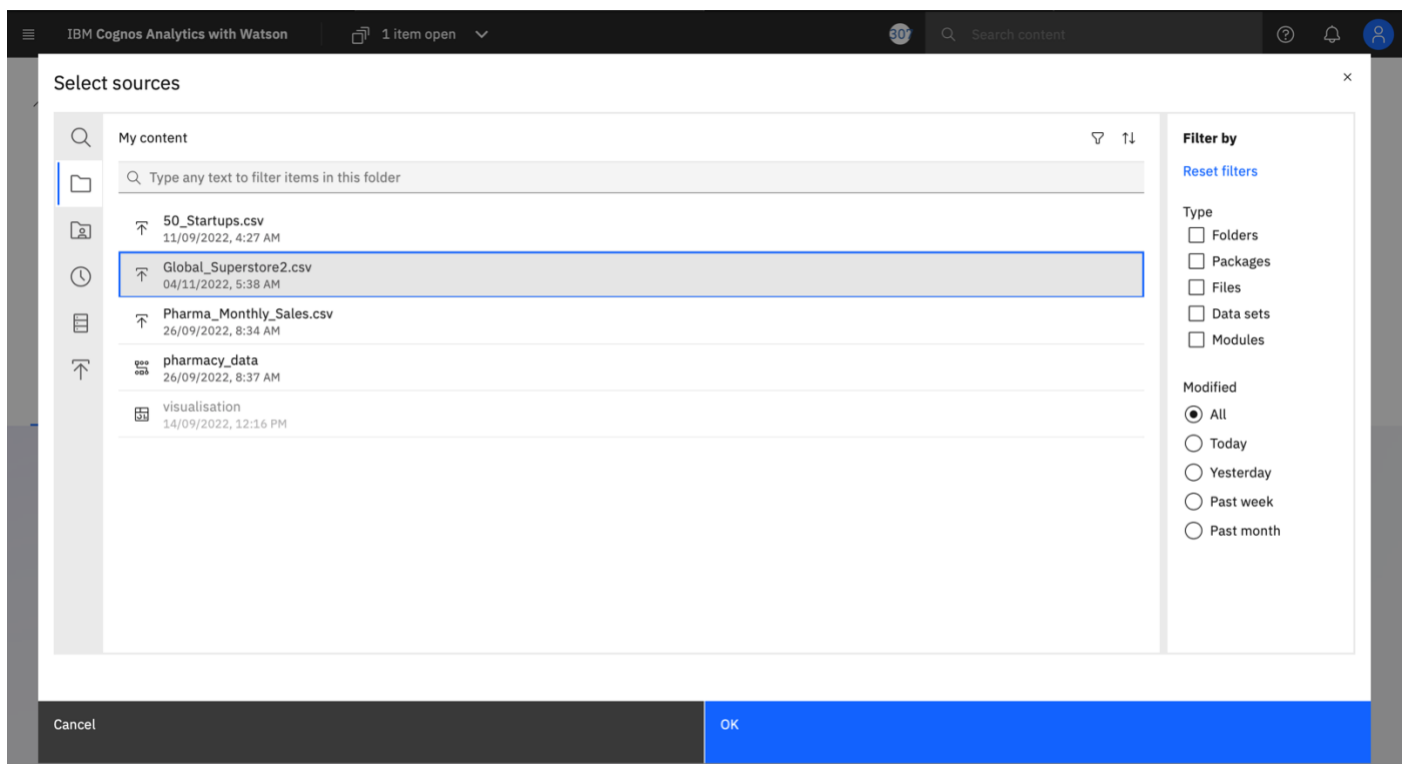 IBM Cognos Analytics with Watson
1 item open
Search content
Select sources
My content
Type any text to filter items in this folder
50_Startups.csv
11/09/2022, 4:27 AM
Global_Superstore2.csv
04/11/2022, 5:38 AM
Pharma_Monthly_Sales.csv
26/09/2022, 8:34 AM
pharmacy_data
26/09/2022, 8:37 AM
visualisation
14/09/2022, 12:16 PM
Filter by
Reset filters
Type
Folders
Packages
Files
Data sets
Modules
Modified
All
Today
Yesterday
Past week
Past month
Cancel
OK